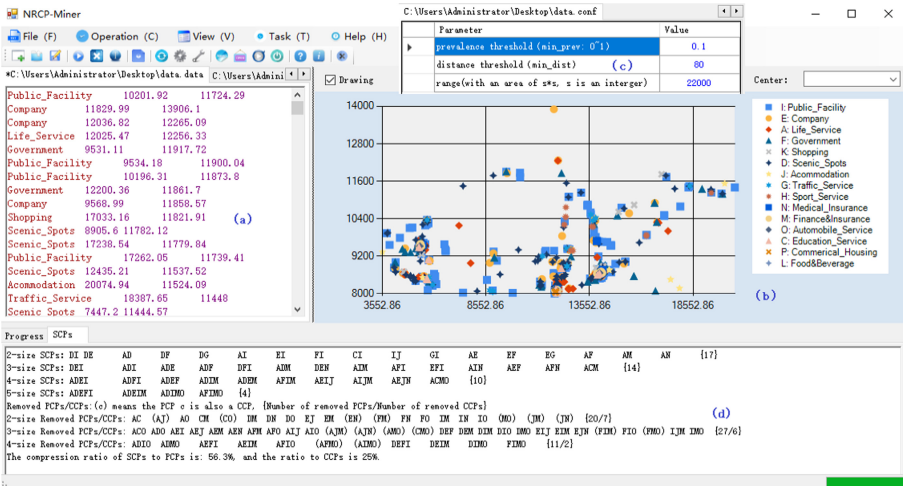 NRCP-Miner
File (F) Operation (C) View (V) Task (T) Help (H)
C:\Users\Administrator\Desktop\data.conf
Parameter Value
prevalence threshold (min_prev: 0~1) 0.1
distance threshold (min_dist) (c) 80
range(with an area of s*s, s is an interger) 22000
*C:\Users\Administrator\Desktop\data.data C:\Users\Admini
Drawing
Center:
Public_Facility 10201.92 11724.29
Company 11829.99 13906.1
Company 12036.82 12265.09
Life_Service 12025.47 12256.33
Government 9531.11 11917.72
Public_Facility 9534.18 11900.04
Public_Facility 10196.31 11873.8
Government 12200.36 11861.7
Company 9568.99 11858.57
Shopping 17033.16 11821.91
(a)
Scenic_Spots 8905.6 11782.12
Scenic_Spots 17238.54 11779.84
Public_Facility 17262.05 11739.41
Scenic_Spots 12435.21 11537.52
Acommodation 20074.94 11524.09
Traffic_Service 18387.65 11448
Scenic Spots 7447.2 11444.57
14000
12800
11600
10400
9200
8000
3552.86 8552.86 13552.86 18552.86
I: Public_Facility
E: Company
A: Life_Service
F: Government
K: Shopping
D: Scenic_Spots
J: Acommodation
G: Traffic_Service
H: Sport_Service
N: Medical_Insurance
M: Finance&Insurance
O: Automobile_Service
C: Education_Service
P: Commerical_Housing
L: Food&Beverage
(b)
Progress SCPs
2-size SCPs: DI DE AD DF DG AI EI FI CI IJ GI AE EF EG AF AM AN {17}
3-size SCPs: DEI ADI ADE ADF DFI ADM DEN AIM AFI EFI AIN AEF AFN ACM {14}
4-size SCPs: ADEI ADFI ADEF ADIM ADEM AFIM AEIJ AIJM AEJN ACMO {10}
5-size SCPs: ADEFI ADEIM ADIMO AFIMO {4}
Removed PCPs/CCPs:(c) means the PCP c is also a CCP, {Number of removed PCPs/Number of removed CCPs}
(d)
2-size Removed PCPs/CCPs: AC (AJ) AO CM (CO) DM DN DO EJ EM (EN) (FM) FN FO IM IN IO (MO) (JM) (JN) {20/7}
3-size Removed PCPs/CCPs: ACO ADO AEI AEJ AEM AEN AFM AFO AIJ AIO (AJM) (AJN) (AMO) (CMO) DEF DEM DIM DIO DMO EIJ EIM EJN (FIM) FIO (FMO) IJM IMO {27/6}
4-size Removed PCPs/CCPs: ADIO ADMO AEFI AEIM AFIO (AFMO) (AIMO) DEFI DEIM DIMO FIMO {11/2}
The compression ratio of SCPs to PCPs is: 56.3%, and the ratio to CCPs is 25%.